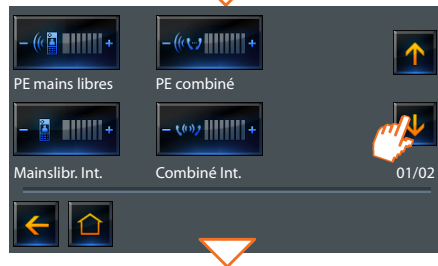 PE mains libres PE combiné
Mainslibr. Int. Combiné Int. 01/02